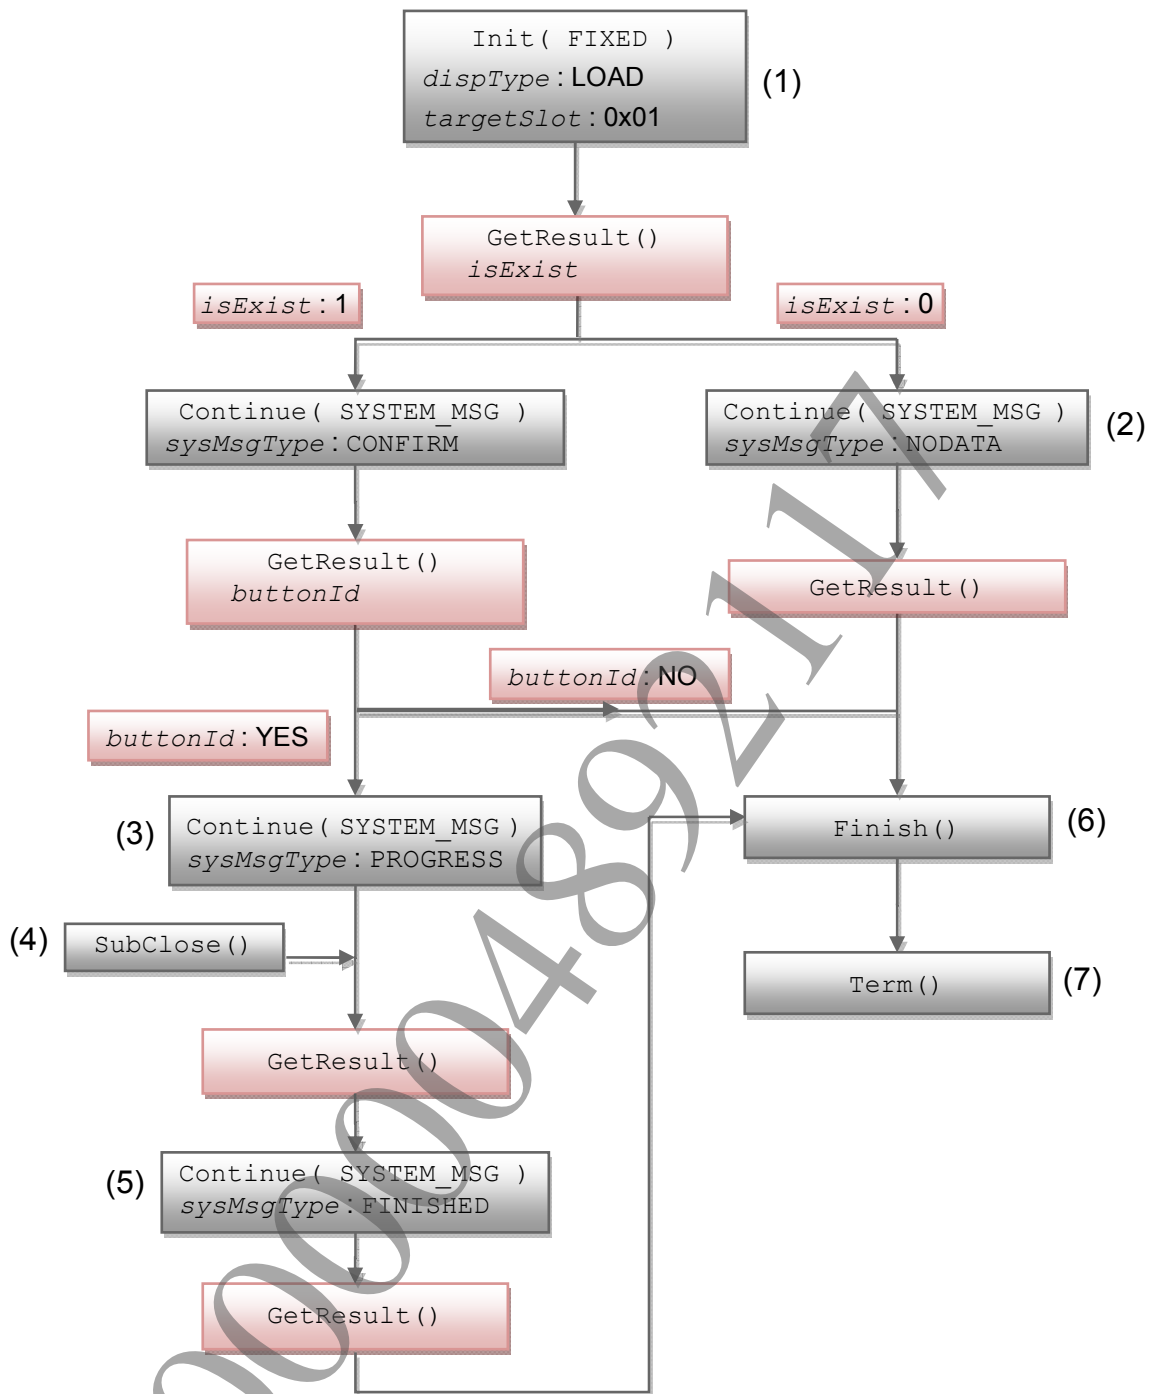 Init( FIXED )
dispType: LOAD
targetSlot: 0x01
(1)
GetResult()
isExist
isExist: 1
isExist: 0
Continue( SYSTEM_MSG )
sysMsgType: CONFIRM
Continue( SYSTEM_MSG )
sysMsgType: NODATA
(2)
GetResult()
buttonId
GetResult()
buttonId: NO
buttonId: YES
(3)
Continue( SYSTEM_MSG )
sysMsgType: PROGRESS
Finish()
(6)
(4)
SubClose()
Term()
(7)
GetResult()
(5)
Continue( SYSTEM_MSG )
sysMsgType: FINISHED
GetResult()